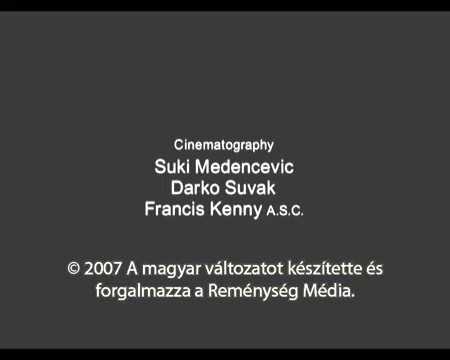 Cinematography
Suki Medencevic
Darko Suvak
Francis Kenny A.S.C.
© 2007 A magyar változatot készítette és
forgalmazza a Reménység Média.